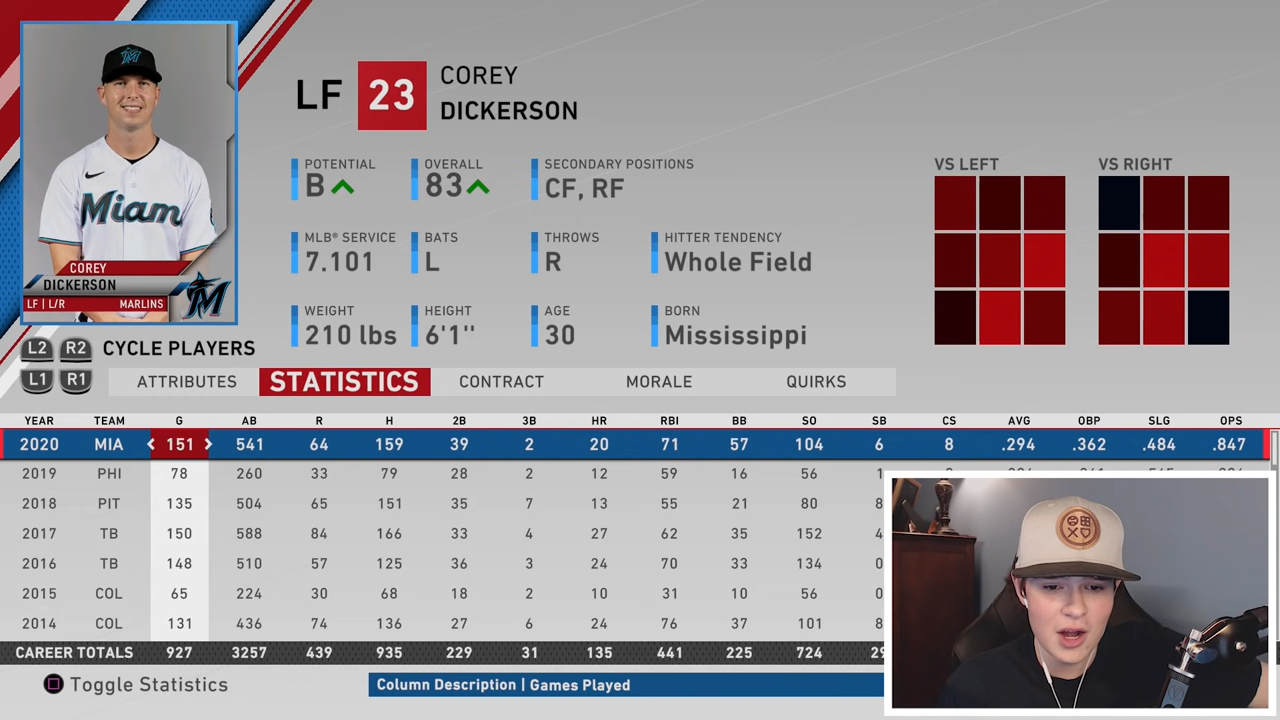 LF 23 COREY
DICKERSON
Miami
COREY
DICKERSON
LF | L/R MARLINS
POTENTIAL OVERALL SECONDARY POSITIONS
B 83 CF, RF
MLB® SERVICE BATS THROWS HITTER TENDENCY
7.101 L R Whole Field
WEIGHT HEIGHT AGE BORN
210 lbs 6'1" 30 Mississippi
VS LEFT VS RIGHT
L2 R2 CYCLE PLAYERS
L1 R1
ATTRIBUTES STATISTICS CONTRACT MORALE QUIRKS
YEAR TEAM G AB R H 2B 3B HR RBI BB SO SB CS AVG OBP SLG OPS
2020 MIA 151 541 64 159 39 2 20 71 57 104 6 8 .294 .362 .484 .847
2019 PHI 78 260 33 79 28 2 12 59 16 56 1
2018 PIT 135 504 65 151 35 7 13 55 21 80 8
2017 TB 150 588 84 166 33 4 27 62 35 152 4
2016 TB 148 510 57 125 36 3 24 70 33 134 0
2015 COL 65 224 30 68 18 2 10 31 10 56 0
2014 COL 131 436 74 136 27 6 24 76 37 101 8
CAREER TOTALS 927 3257 439 935 229 31 135 441 225 724 29
Toggle Statistics
Column Description | Games Played